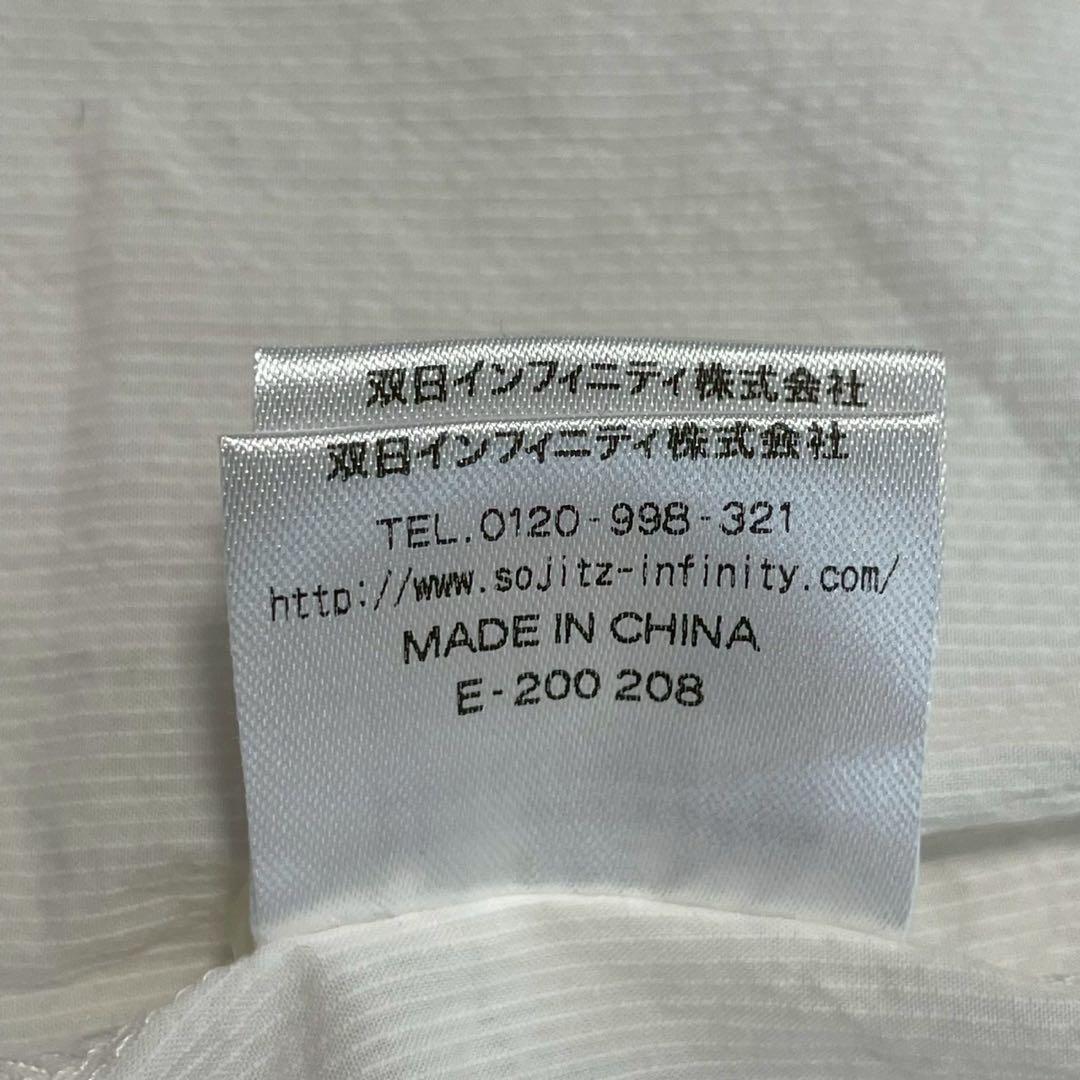 双日インフィニティ株式会社
双日インフィニティ株式会社
TEL.0120-998-321
http://www.sojitz-infinity.com/
MADE IN CHINA
E-200 208